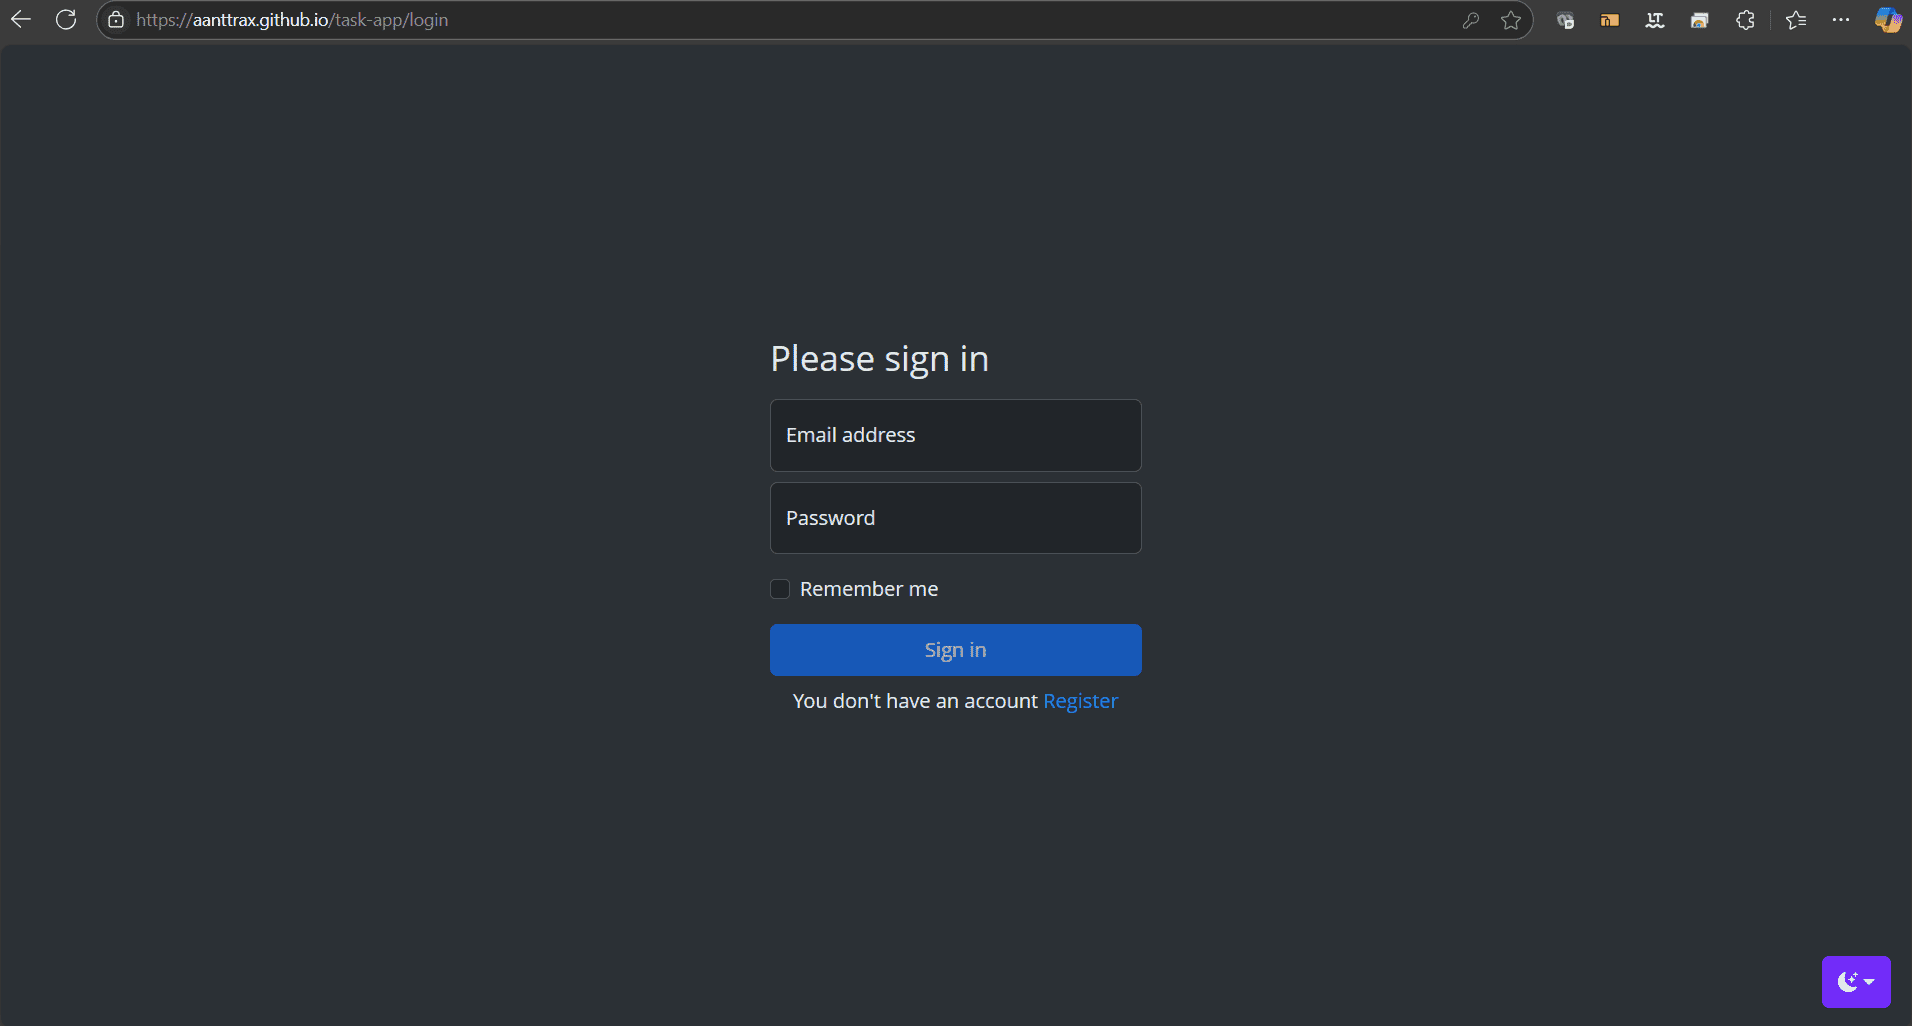 https://aanttrax.github.io/task-app/login
Please sign in
Email address
Password
Remember me
Sign in
You don't have an account Register